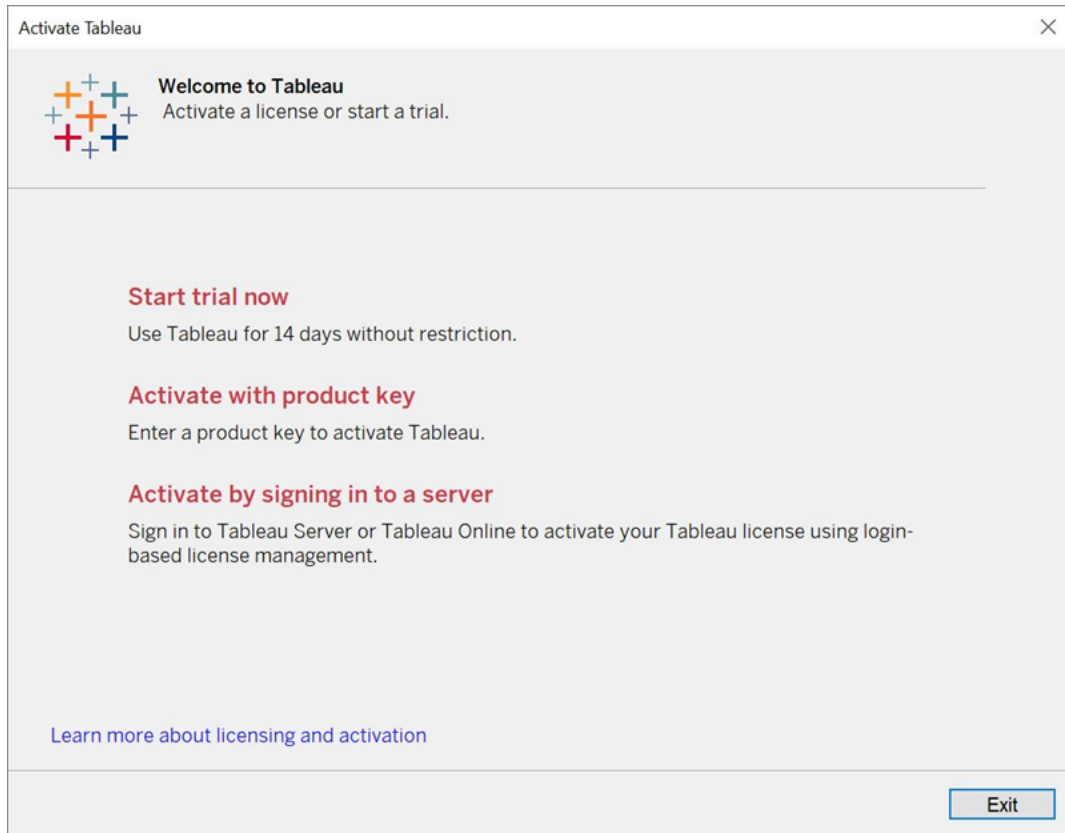 Activate Tableau
Welcome to Tableau
Activate a license or start a trial.
Start trial now
Use Tableau for 14 days without restriction.
Activate with product key
Enter a product key to activate Tableau.
Activate by signing in to a server
Sign in to Tableau Server or Tableau Online to activate your Tableau license using login-
based license management.
Learn more about licensing and activation
Exit